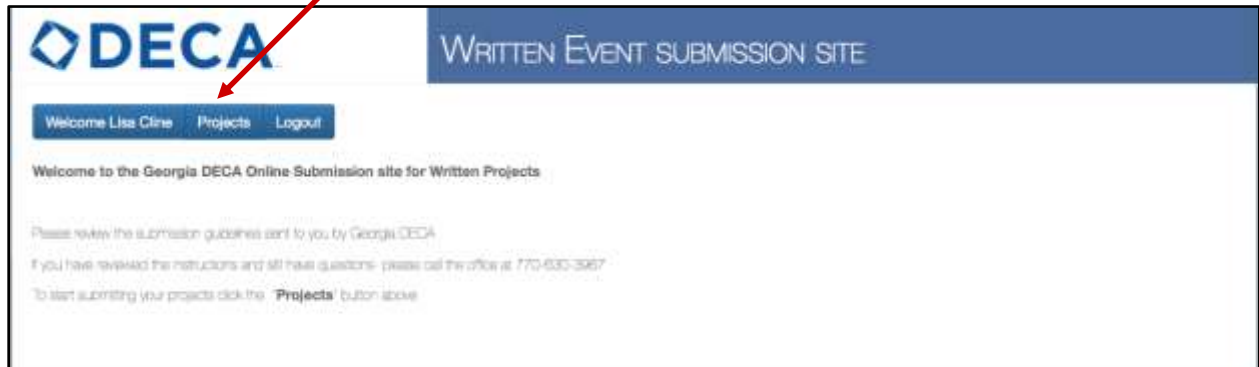 DECA
WRITTEN EVENT SUBMISSION SITE
Welcome Lisa Cline Projects Logout
Welcome to the Georgia DECA Online Submission site for Written Projects
Please review the submission guidelines sent to you by Georgia DECA
If you have reviewed the instructions and still have questions- please call the office at 770-630-3967
To start submitting your projects click the "Projects" button above